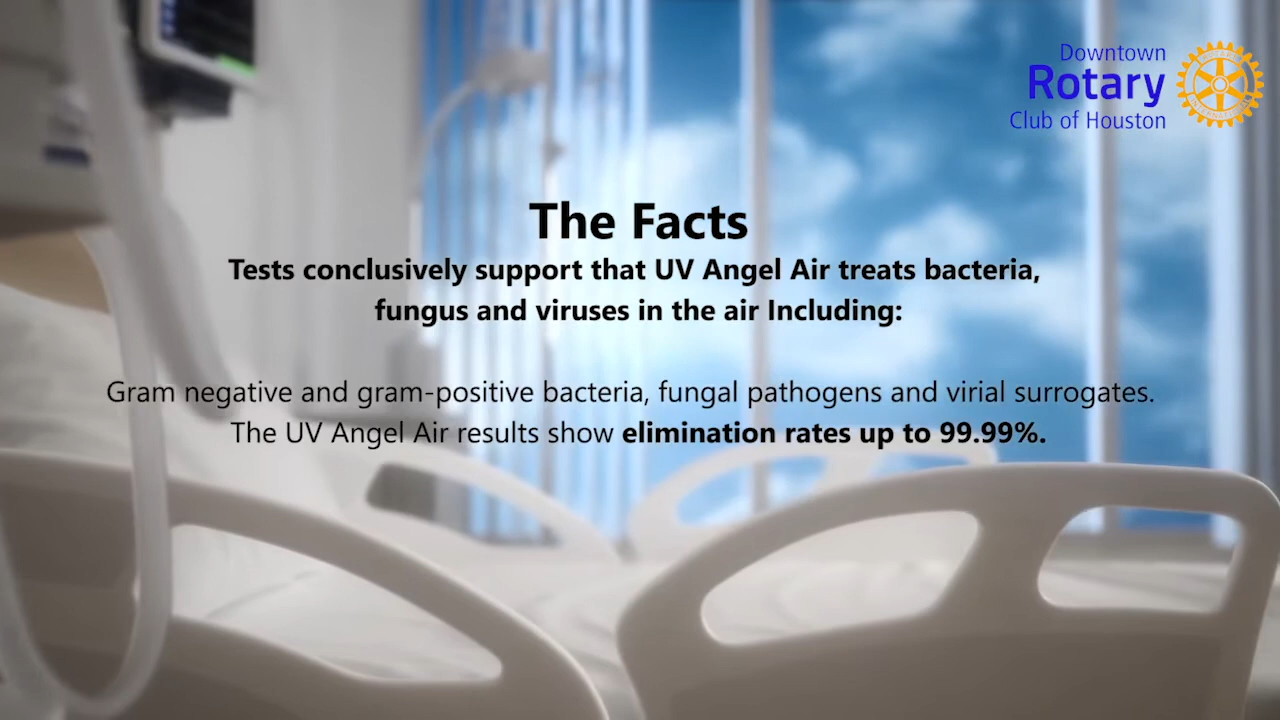 Downtown
Rotary
Club of Houston
The Facts
Tests conclusively support that UV Angel Air treats bacteria,
fungus and viruses in the air Including:
Gram negative and gram-positive bacteria, fungal pathogens and virial surrogates.
The UV Angel Air results show elimination rates up to 99.99%.